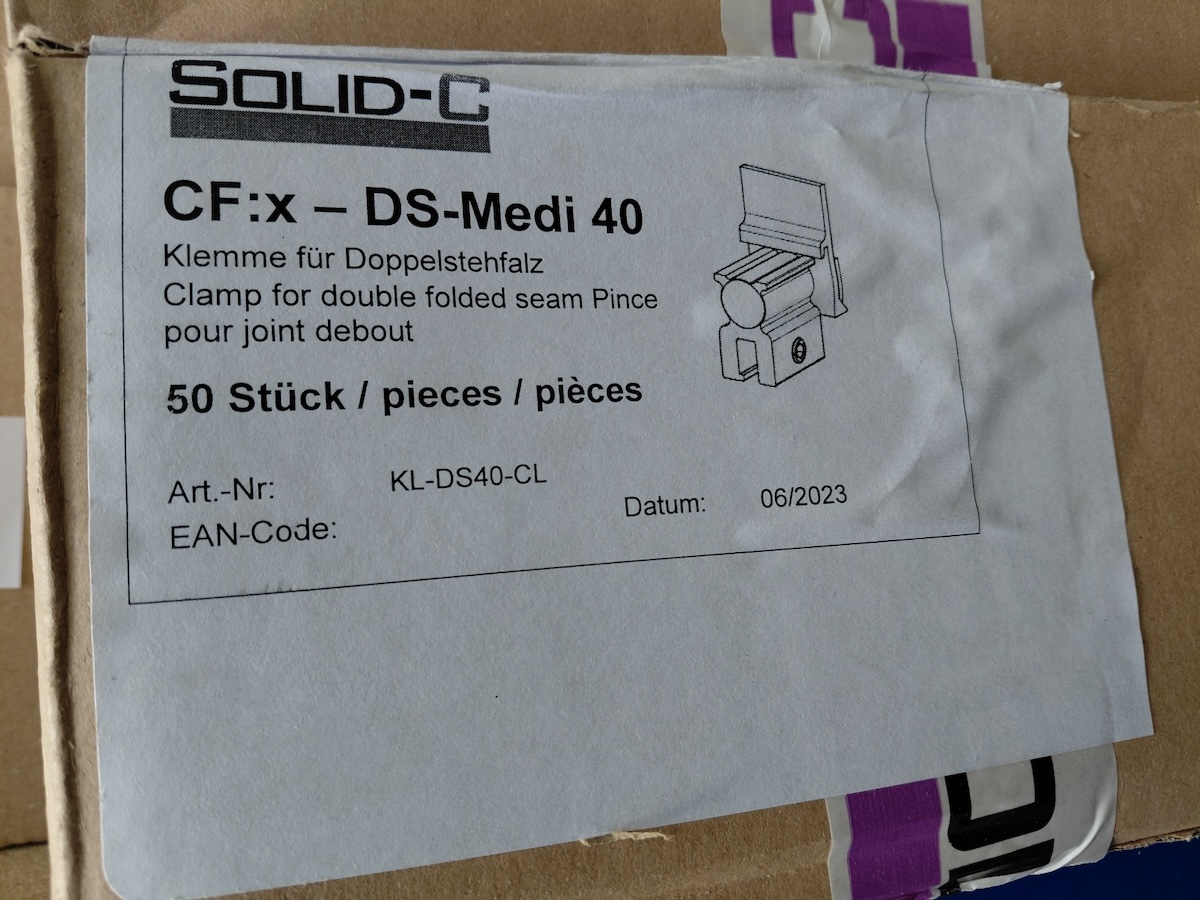 SOLID-C
CF:x – DS-Medi 40
Klemme für Doppelstehfalz
Clamp for double folded seam Pince
pour joint debout
50 Stück / pieces / pièces
Art.-Nr: KL-DS40-CL
EAN-Code:
Datum: 06/2023